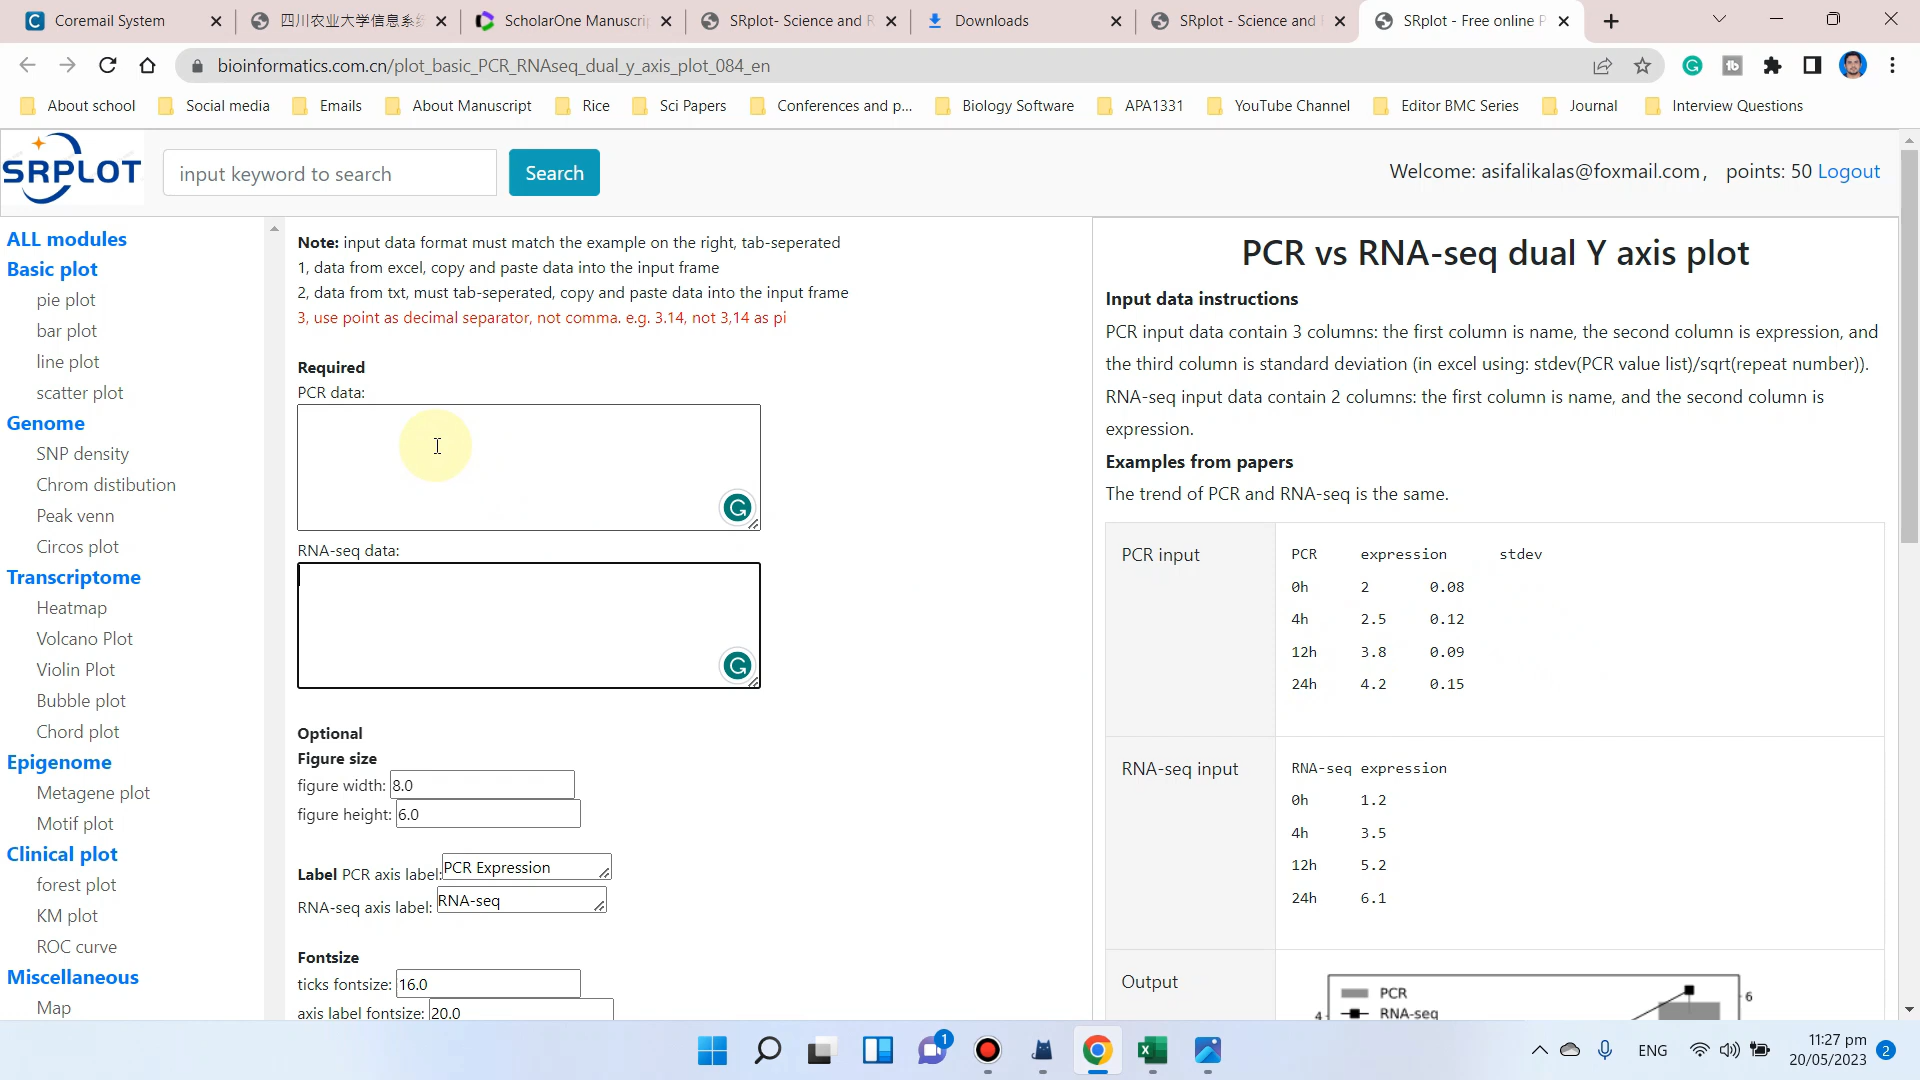 Coremail System
四川农业大学信息系统
ScholarOne Manuscri
SRplot- Science and R
Downloads
SRplot - Science and
SRplot - Free online P
bioinformatics.com.cn/plot_basic_PCR_RNAseq_dual_y_axis_plot_084_en
About school
Social media
Emails
About Manuscript
Rice
Sci Papers
Conferences and p...
Biology Software
APA1331
YouTube Channel
Editor BMC Series
Journal
Interview Questions
SRPLOT
input keyword to search
Search
Welcome: asifalikalas@foxmail.com, points: 50 Logout
ALL modules
Basic plot
pie plot
bar plot
line plot
scatter plot
Genome
SNP density
Chrom distibution
Peak venn
Circos plot
Transcriptome
Heatmap
Volcano Plot
Violin Plot
Bubble plot
Chord plot
Epigenome
Metagene plot
Motif plot
Clinical plot
forest plot
KM plot
ROC curve
Miscellaneous
Map
Note: input data format must match the example on the right, tab-seperated
1, data from excel, copy and paste data into the input frame
2, data from txt, must tab-seperated, copy and paste data into the input frame
3, use point as decimal separator, not comma. e.g. 3.14, not 3,14 as pi
Required
PCR data:
RNA-seq data:
Optional
Figure size
figure width: 8.0
figure height: 6.0
Label PCR axis label: PCR Expression
RNA-seq axis label: RNA-seq
Fontsize
ticks fontsize: 16.0
axis label fontsize: 20.0
PCR vs RNA-seq dual Y axis plot
Input data instructions
PCR input data contain 3 columns: the first column is name, the second column is expression, and
the third column is standard deviation (in excel using: stdev(PCR value list)/sqrt(repeat number)).
RNA-seq input data contain 2 columns: the first column is name, and the second column is
expression.
Examples from papers
The trend of PCR and RNA-seq is the same.
PCR input
PCR expression stdev
0h 2 0.08
4h 2.5 0.12
12h 3.8 0.09
24h 4.2 0.15
RNA-seq input
RNA-seq expression
0h 1.2
4h 3.5
12h 5.2
24h 6.1
Output
PCR
RNA-seq
4
6
1
ENG
11:27 pm
20/05/2023
2